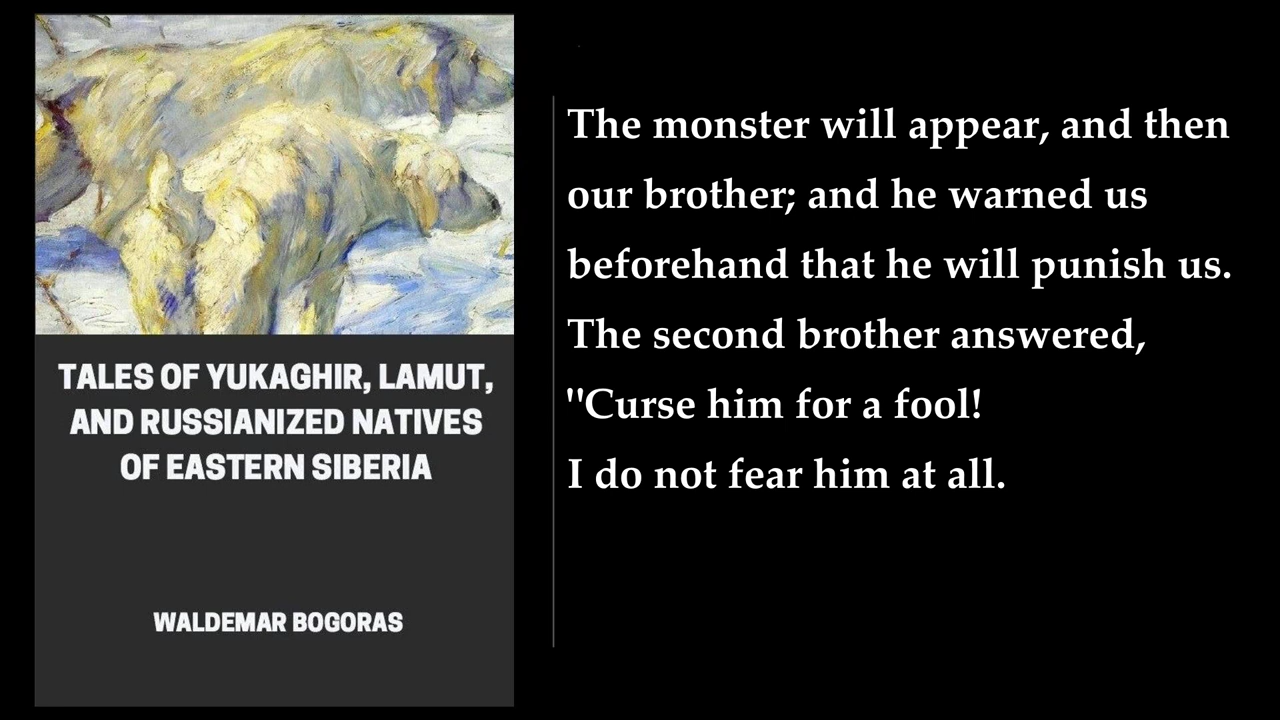 TALES OF YUKAGHIR, LAMUT,
AND RUSSIANIZED NATIVES
OF EASTERN SIBERIA
WALDEMAR BOGORAS
The monster will appear, and then
our brother; and he warned us
beforehand that he will punish us.
The second brother answered,
"Curse him for a fool!
I do not fear him at all.